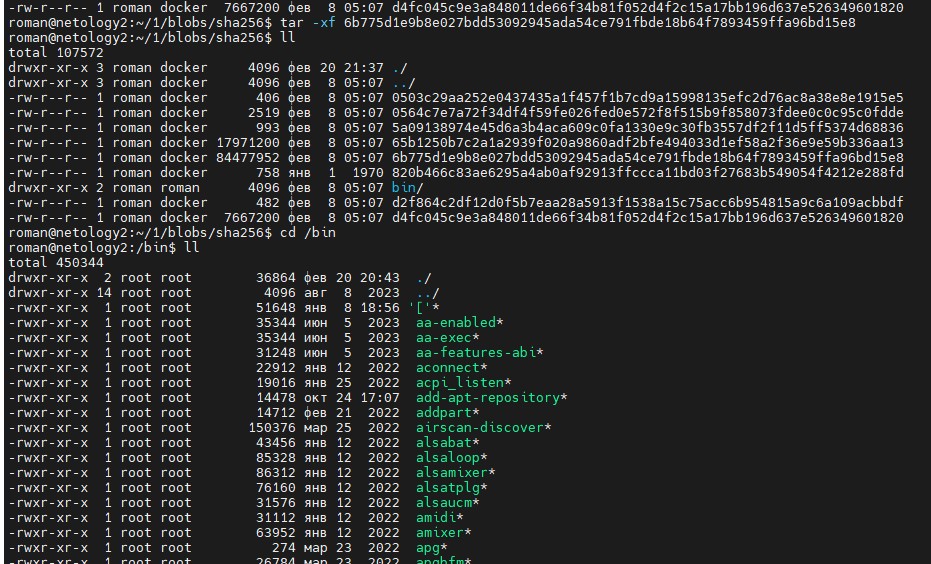 -rw-r--r-- 1 roman docker  7667200 фев  8 05:07 d4fc045c9e3a848011de66f34b81f052d4f2c15a17bb196d637e526349601820
roman@netology2:~/1/blobs/sha256$ tar -xf 6b775d1e9b8e027bdd53092945ada54ce791fbde18b64f7893459ffa96bd15e8
roman@netology2:~/1/blobs/sha256$ ll
total 107572
drwxr-xr-x 3 roman docker     4096 фев 20 21:37 ./
drwxr-xr-x 3 roman docker     4096 фев  8 05:07 ../
-rw-r--r-- 1 roman docker      406 фев  8 05:07 0503c29aa252e0437435a1f457f1b7cd9a15998135efc2d76ac8a38e8e1915e5
-rw-r--r-- 1 roman docker     2519 фев  8 05:07 0564c7e7a72f34df4f59fe026fed0e572f8f515b9f858073fdee0c0c95c0fdde
-rw-r--r-- 1 roman docker      993 фев  8 05:07 5a09138974e45d6a3b4aca609c0fa1330e9c30fb3557df2f11d5ff5374d68836
-rw-r--r-- 1 roman docker 17971200 фев  8 05:07 65b1250b7c2a1a2939f020a9860adf2bfe494033d1ef58a2f36e9e59b336aa13
-rw-r--r-- 1 roman docker 84477952 фев  8 05:07 6b775d1e9b8e027bdd53092945ada54ce791fbde18b64f7893459ffa96bd15e8
-rw-r--r-- 1 roman docker      758 янв  1  1970 820b466c83ae6295a4ab0af92913ffccca11bd03f27683b549054f4212e288fd
drwxr-xr-x 2 roman roman      4096 фев  8 05:07 bin/
-rw-r--r-- 1 roman docker      482 фев  8 05:07 d2f864c2df12d0f5b7eaa28a5913f1538a15c75acc6b954815a9c6a109acbbdf
-rw-r--r-- 1 roman docker  7667200 фев  8 05:07 d4fc045c9e3a848011de66f34b81f052d4f2c15a17bb196d637e526349601820
roman@netology2:~/1/blobs/sha256$ cd /bin
roman@netology2:/bin$ ll
total 450344
drwxr-xr-x  2 root root       36864 фев 20 20:43  ./
drwxr-xr-x 14 root root        4096 авг  8  2023  ../
-rwxr-xr-x  1 root root       51648 янв  8 18:56 '['*
-rwxr-xr-x  1 root root       35344 июн  5  2023  aa-enabled*
-rwxr-xr-x  1 root root       35344 июн  5  2023  aa-exec*
-rwxr-xr-x  1 root root       31248 июн  5  2023  aa-features-abi*
-rwxr-xr-x  1 root root       22912 янв 12  2022  aconnect*
-rwxr-xr-x  1 root root       19016 янв 25  2022  acpi_listen*
-rwxr-xr-x  1 root root       14478 окт 24 17:07  add-apt-repository*
-rwxr-xr-x  1 root root       14712 фев 21  2022  addpart*
-rwxr-xr-x  1 root root      150376 мар 25  2022  airscan-discover*
-rwxr-xr-x  1 root root       43456 янв 12  2022  alsabat*
-rwxr-xr-x  1 root root       85328 янв 12  2022  alsaloop*
-rwxr-xr-x  1 root root       86312 янв 12  2022  alsamixer*
-rwxr-xr-x  1 root root       76160 янв 12  2022  alsatplg*
-rwxr-xr-x  1 root root       31576 янв 12  2022  alsaucm*
-rwxr-xr-x  1 root root       31112 янв 12  2022  amidi*
-rwxr-xr-x  1 root root       63952 янв 12  2022  amixer*
-rwxr-xr-x  1 root root         274 мар 23  2022  apg*
-rwxr-xr-x  1 root root       26784 мар 23  2022  apgbfm*